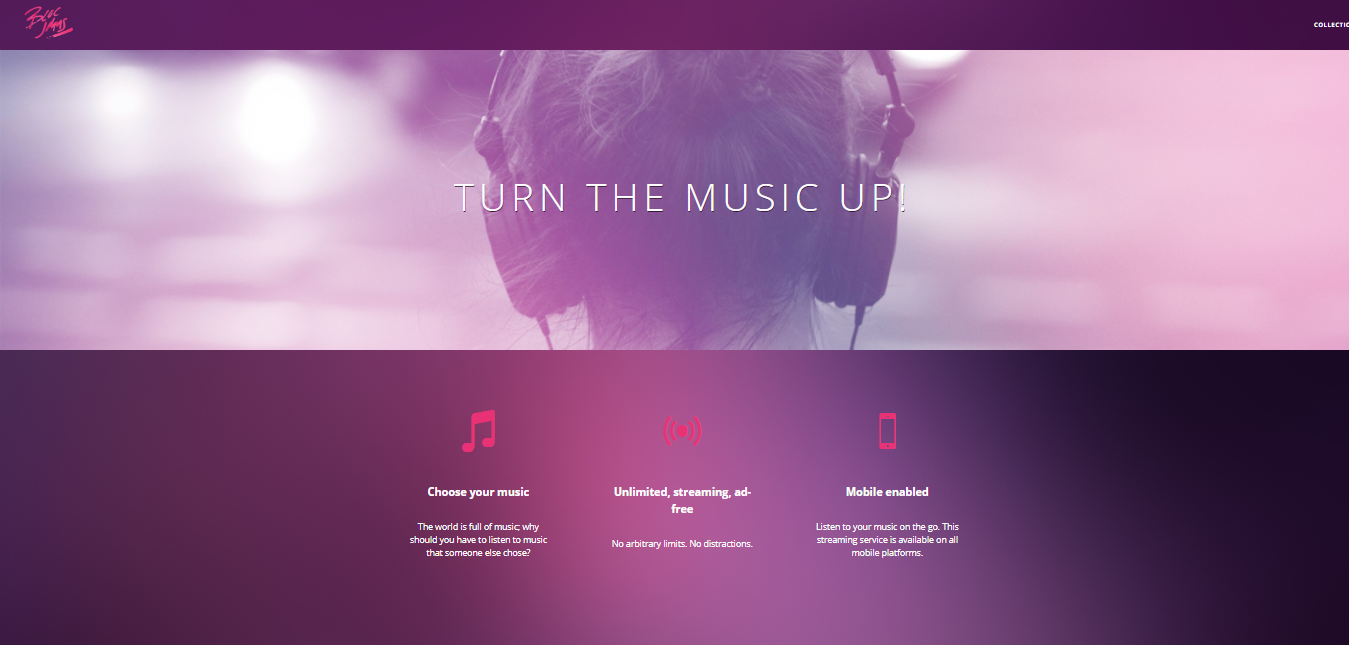 Bloc
Jams
COLLECTIO
TURN THE MUSIC UP!
Choose your music
The world is full of music; why
should you have to listen to music
that someone else chose?
Unlimited, streaming, ad-
free
No arbitrary limits. No distractions.
Mobile enabled
Listen to your music on the go. This
streaming service is available on all
mobile platforms.